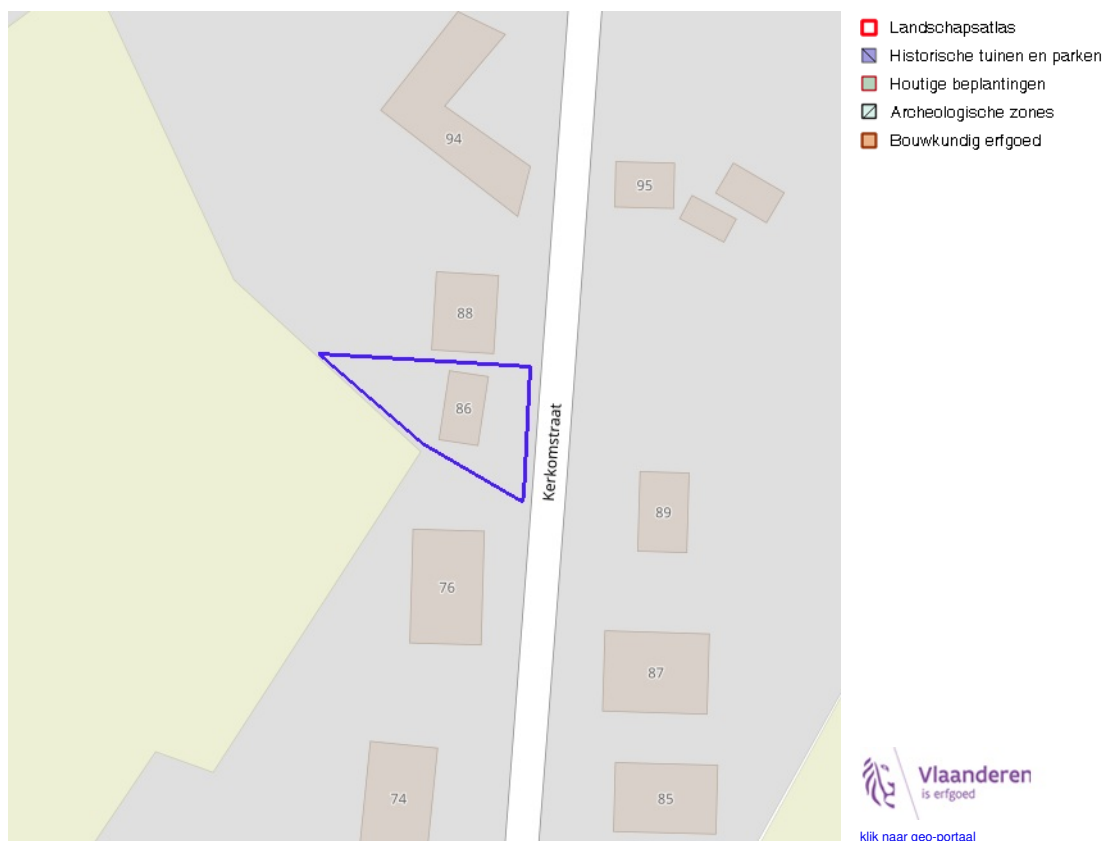 94
95
88
86
Kerkomstraat
89
76
87
74
85
Landschapsatlas
Historische tuinen en parken
Houtige beplantingen
Archeologische zones
Bouwkundig erfgoed
Vlaanderen
is erfgoed
klik naar geo-portaal